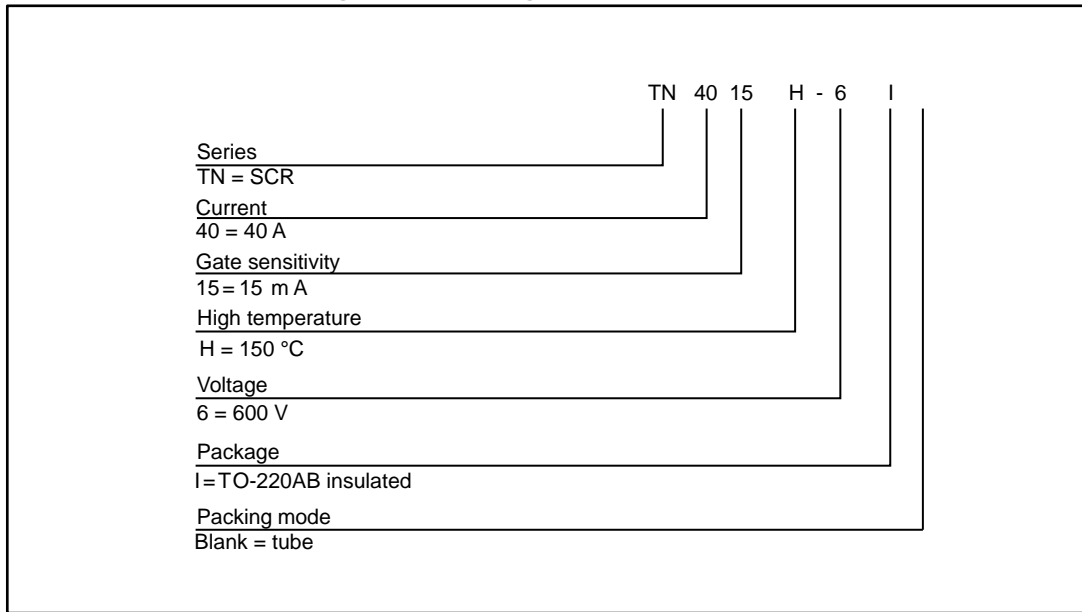 TN 40 15 H - 6 I
Series
TN = SCR
Current
40 = 40 A
Gate sensitivity
15 = 15 m A
High temperature
H = 150 °C
Voltage
6 = 600 V
Package
I = TO-220AB insulated
Packing mode
Blank = tube